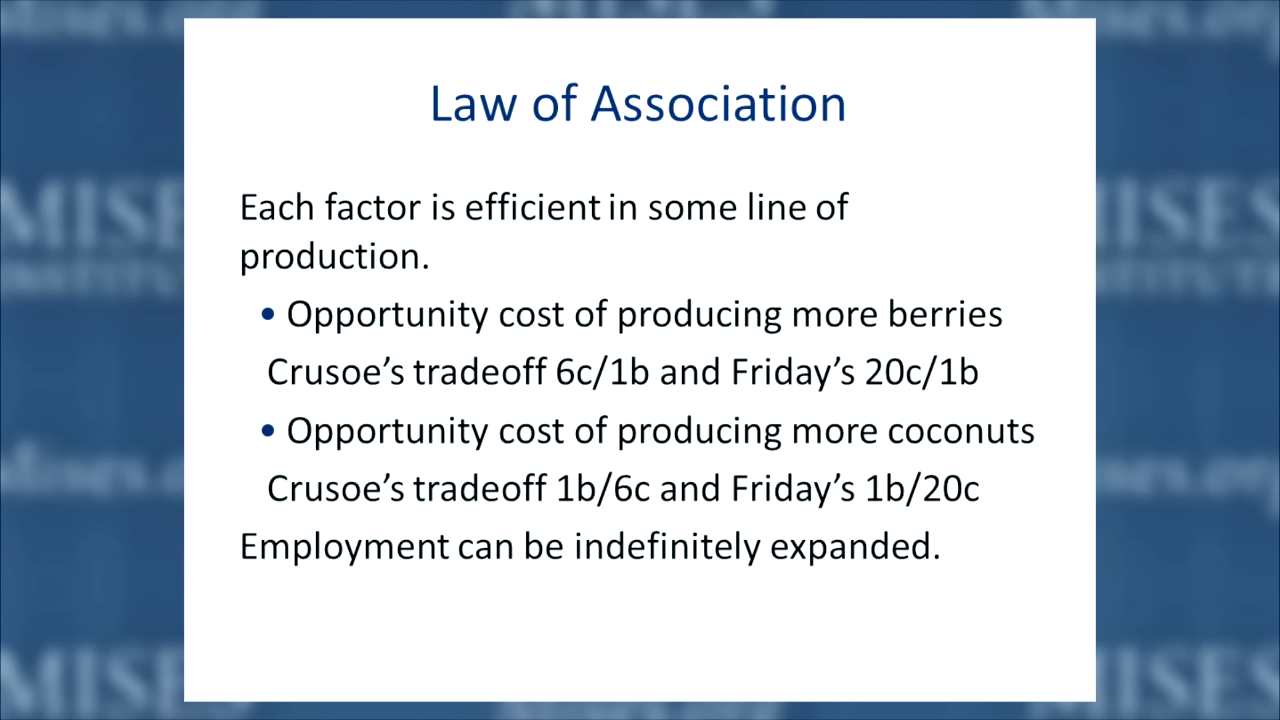 Law of Association
Each factor is efficient in some line of
production.
• Opportunity cost of producing more berries
Crusoe's tradeoff 6c/1b and Friday's 20c/1b
• Opportunity cost of producing more coconuts
Crusoe's tradeoff 1b/6c and Friday's 1b/20c
Employment can be indefinitely expanded.